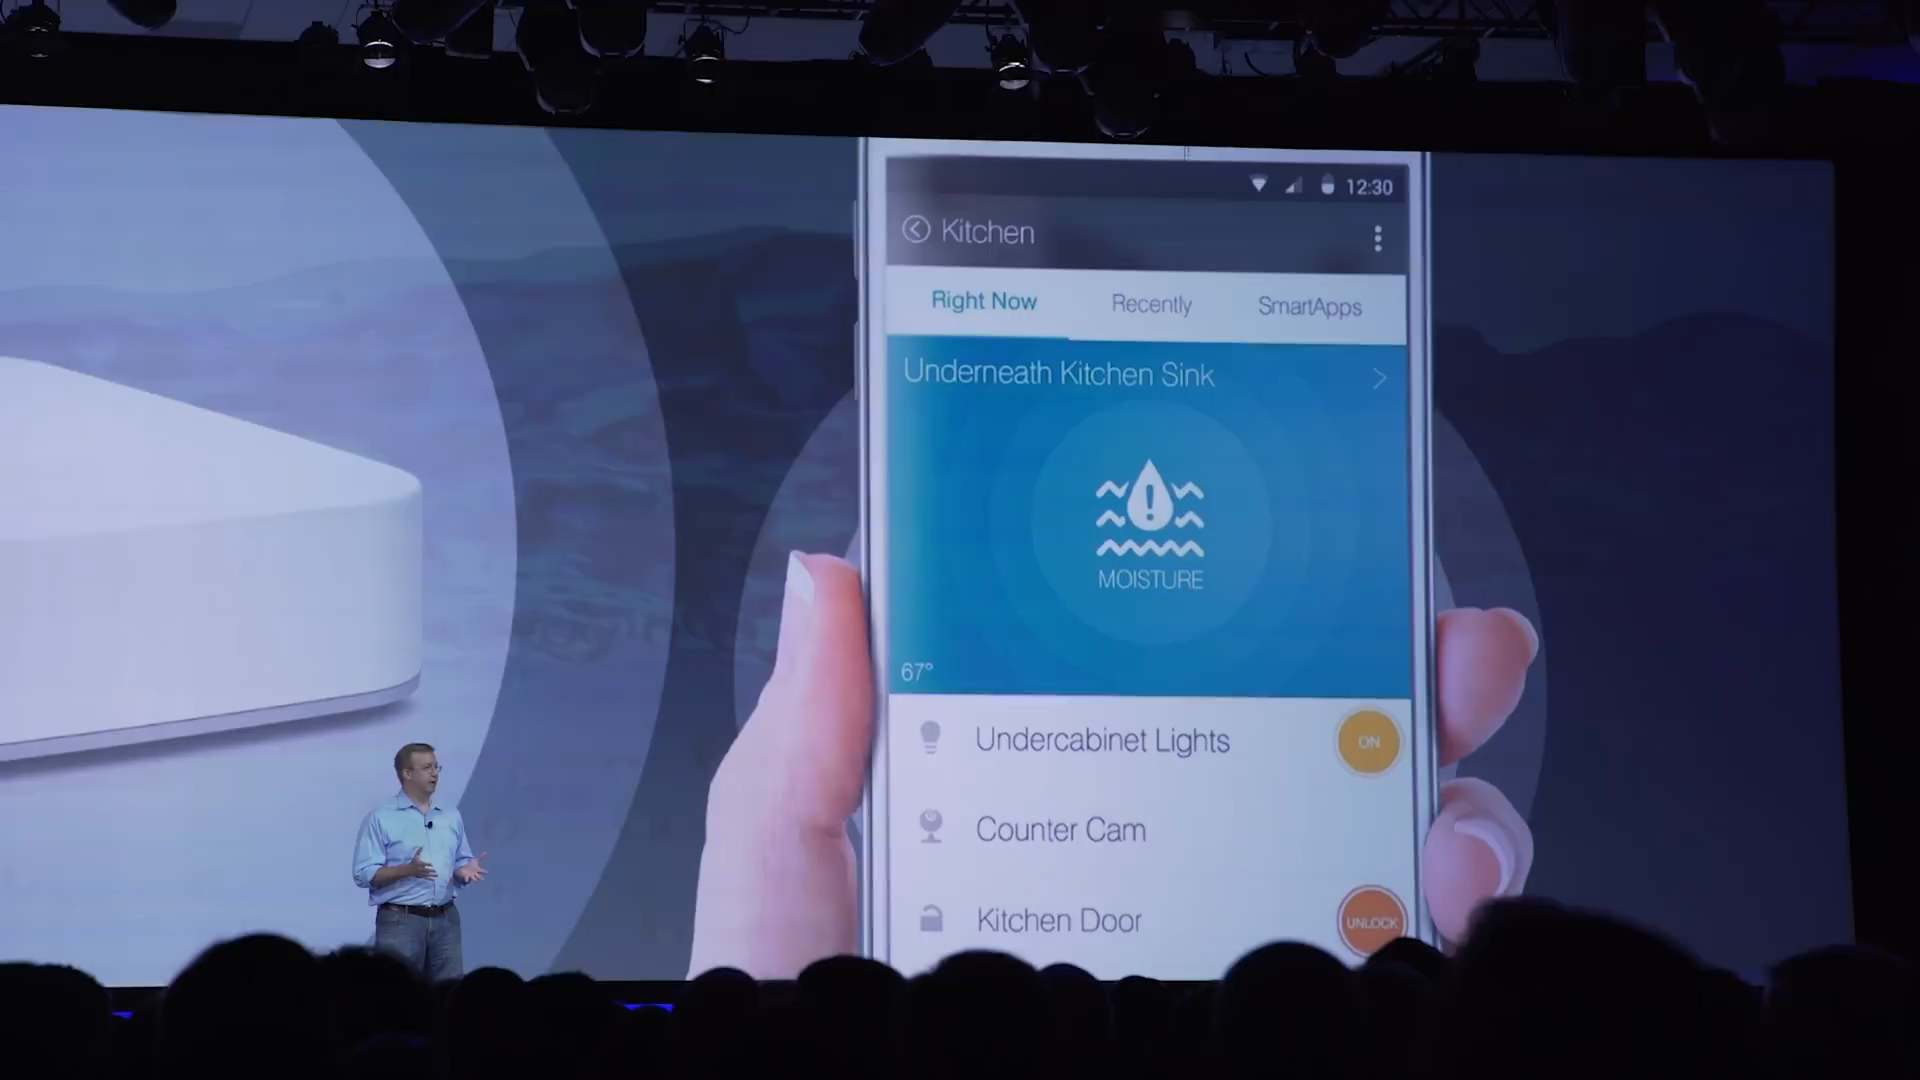 12:30
Kitchen
Right Now
Recently
SmartApps
Underneath Kitchen Sink
MOISTURE
67°
Undercabinet Lights
ON
Counter Cam
Kitchen Door
UNLOCK